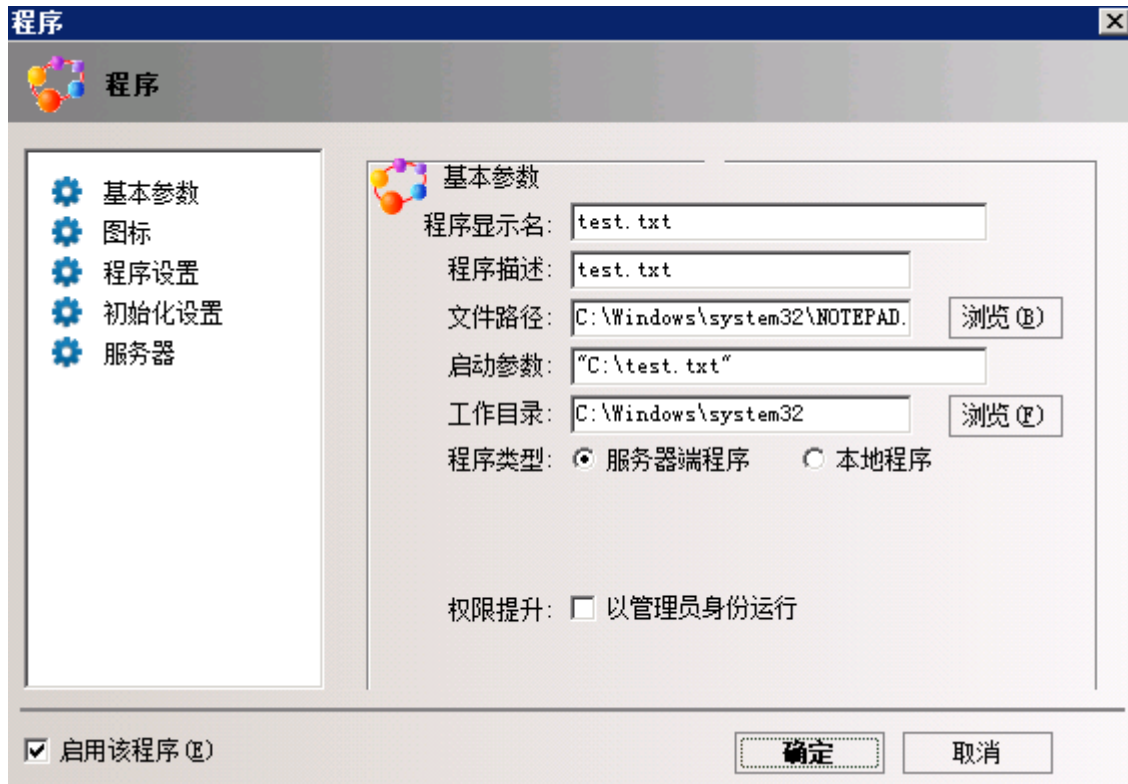 程序
程序
基本参数
图标
程序设置
初始化设置
服务器
基本参数
程序显示名: test.txt
程序描述: test.txt
文件路径: C:\Windows\system32\NOTEPAD. 浏览(B)
启动参数: "C:\test.txt"
工作目录: C:\Windows\system32 浏览(F)
程序类型: 服务器端程序 本地程序
权限提升: 以管理员身份运行
启用该程序(E) 确定 取消